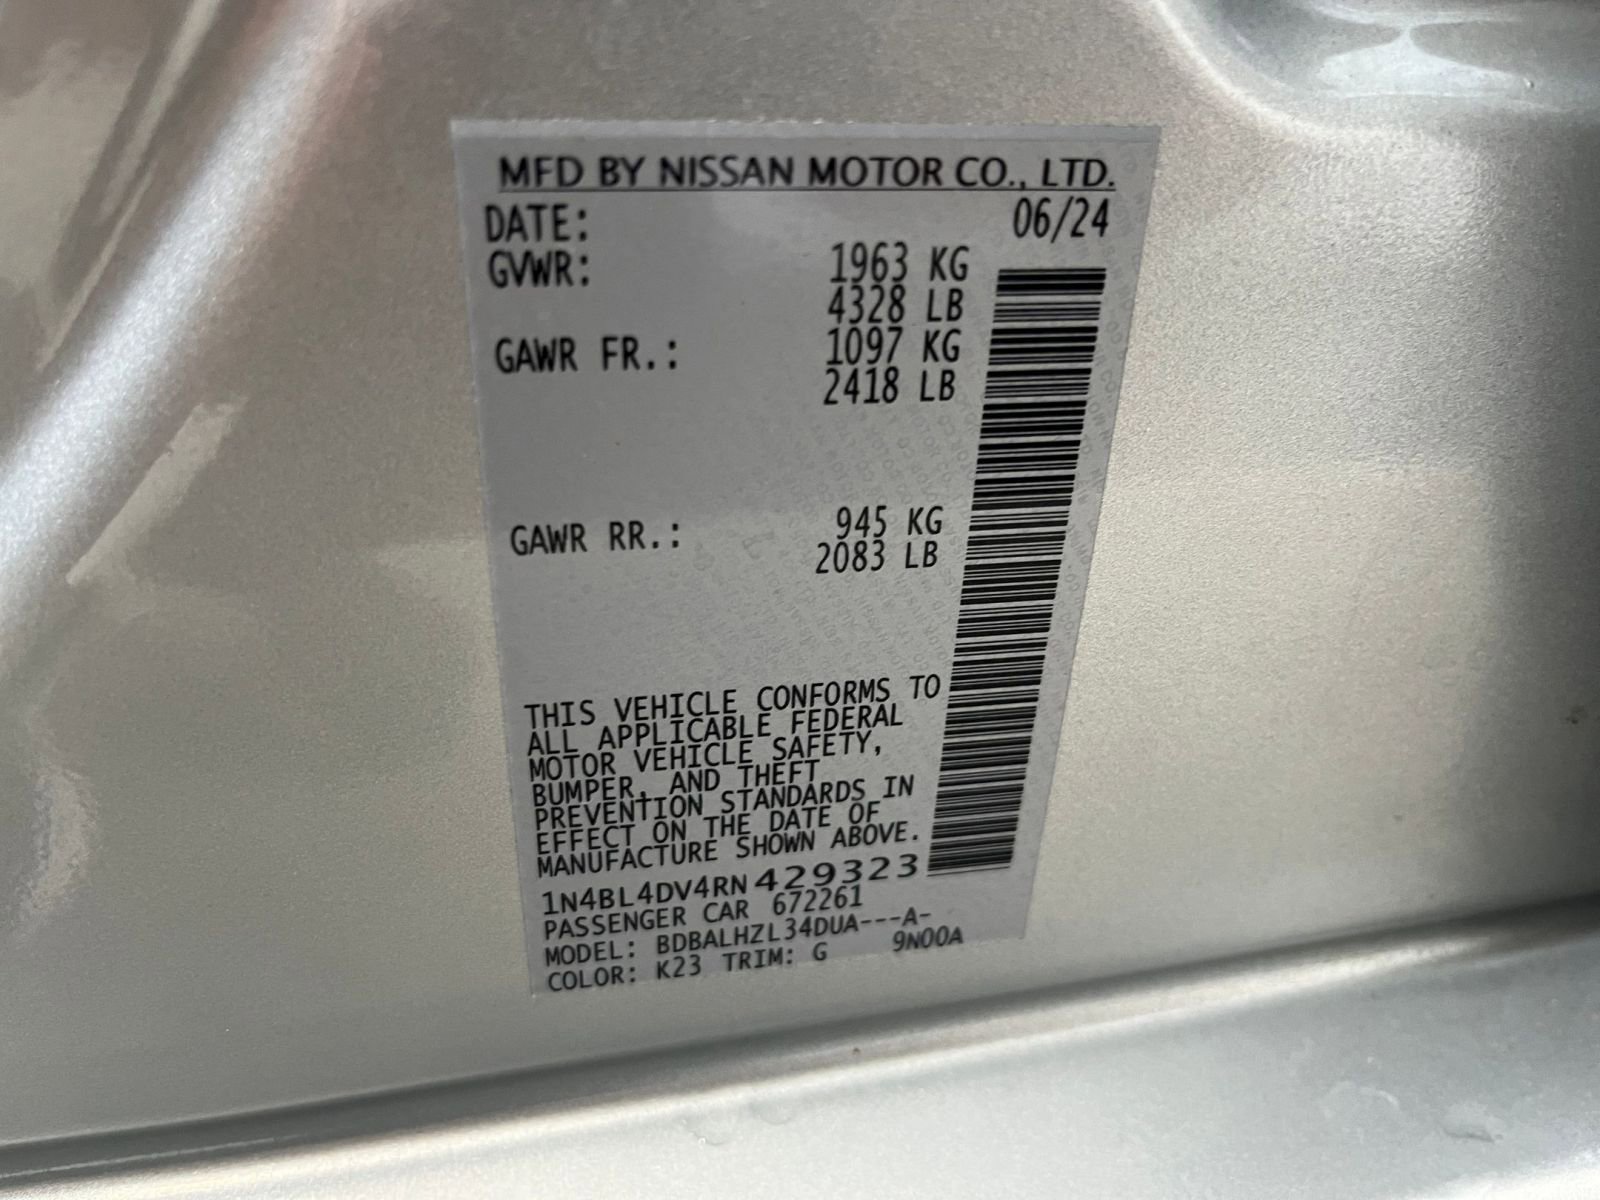 MFD BY NISSAN MOTOR CO., LTD.
DATE: 06/24
GVWR: 1963 KG
4328 LB
GAWR FR.: 1097 KG
2418 LB
GAWR RR.: 945 KG
2083 LB
THIS VEHICLE CONFORMS TO
ALL APPLICABLE FEDERAL
MOTOR VEHICLE SAFETY,
BUMPER, AND THEFT
PREVENTION STANDARDS IN
EFFECT ON THE DATE OF
MANUFACTURE SHOWN ABOVE.
1N4BL4DV4RN429323
PASSENGER CAR 672261
MODEL: BDBALHZL34DUA---A-
COLOR: K23 TRIM: G 9N00A